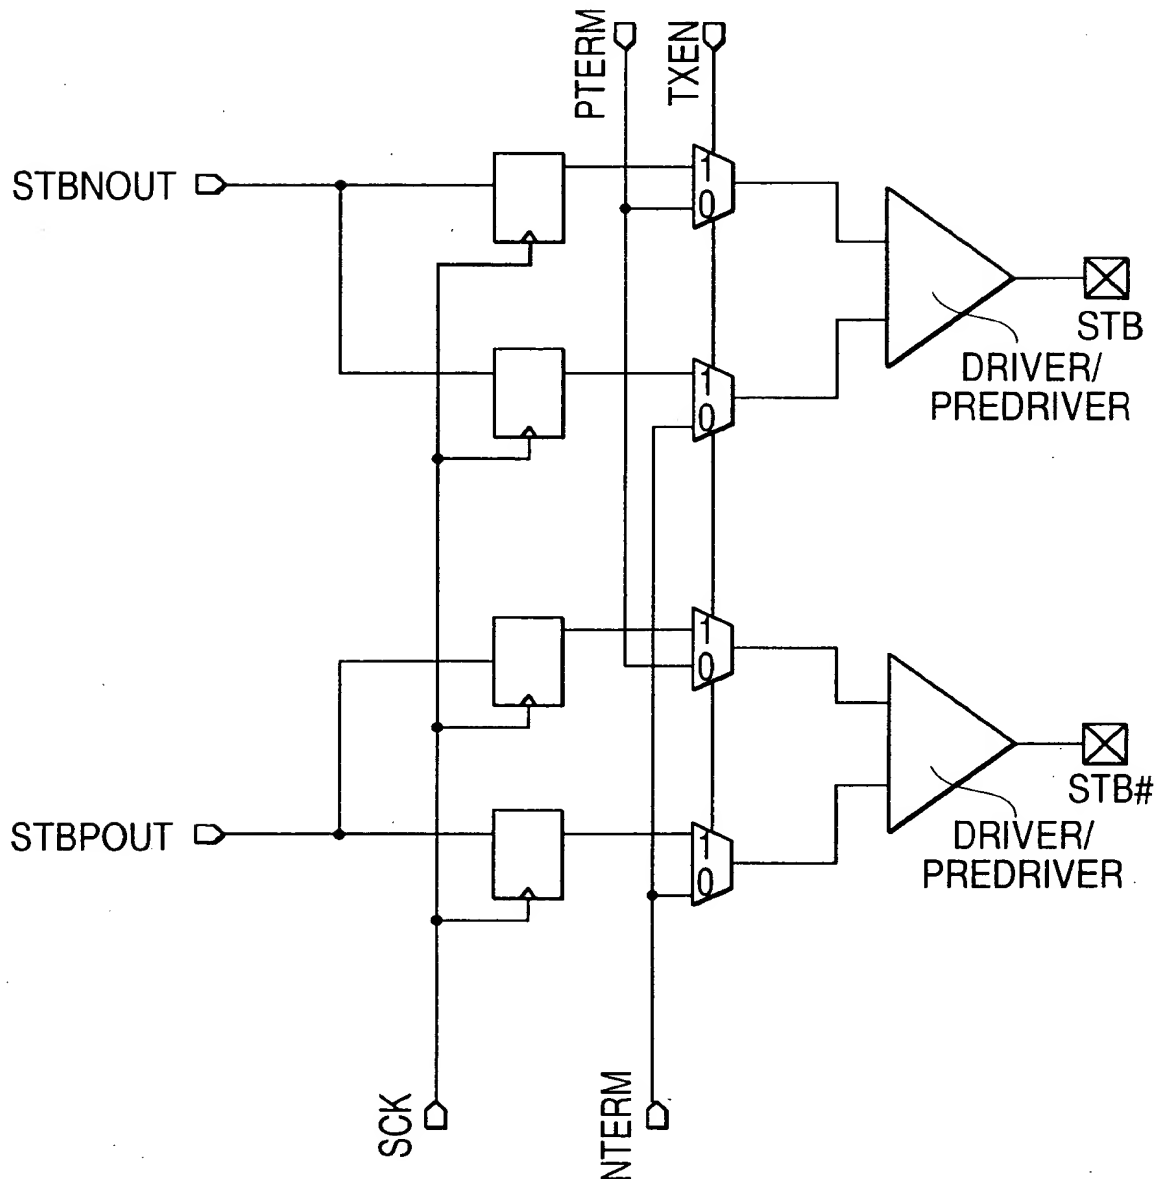 PTERM
TXEN
STBNOUT
1
0
STB
DRIVER/
PREDRIVER
1
0
1
0
STB#
DRIVER/
PREDRIVER
STBPOUT
1
0
SCK
NTERM